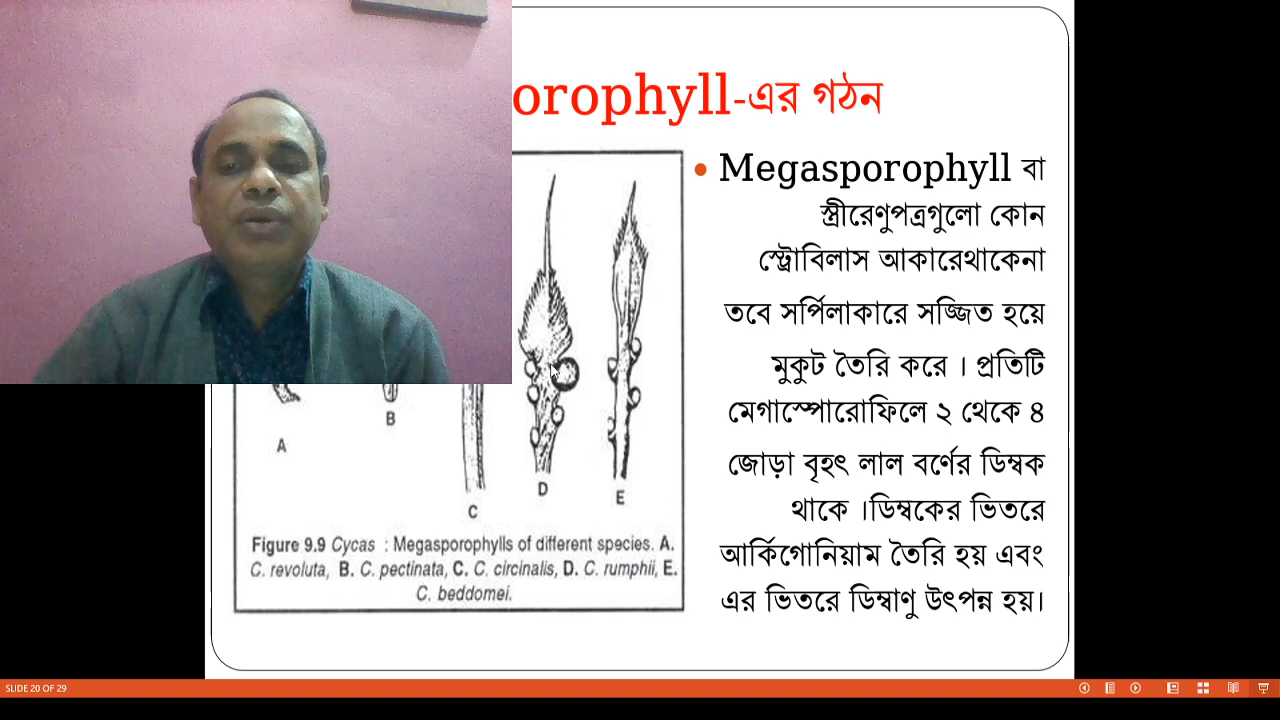 orophyll-এর গঠন
• Megasporophyll বা
স্ত্রীরেণুপত্রগুলো কোন
স্ট্রোবিলাস আকারেথাকেনা
তবে সর্পিলাকারে সজ্জিত হয়ে
মুকুট তৈরি করে । প্রতিটি
মেগাস্পোরোফিলে ২ থেকে ৪
জোড়া বৃহৎ লাল বর্ণের ডিম্বক
থাকে ।ডিম্বকের ভিতরে
আর্কিগোনিয়াম তৈরি হয় এবং
এর ভিতরে ডিম্বাণু উৎপন্ন হয়।
A
B
C
D
E
Figure 9.9 Cycas : Megasporophylls of different species. A.
C. revoluta, B. C. pectinata, C. C. circinalis, D. C. rumphii, E.
C. beddomei.
SLIDE 20 OF 29